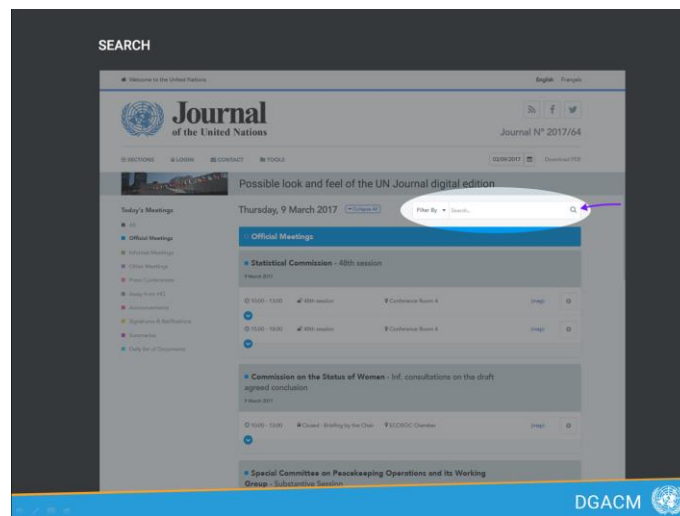 SEARCH
Welcome to the United Nations
English Français
Journal
of the United Nations
Journal N° 2017/64
SECTIONS LOGIN CONTACT TOOLS
03/09/2017 Download PDF
Possible look and feel of the UN Journal digital edition
Today's Meetings
Thursday, 9 March 2017 Collapse All
Filter By Search...
All
Official Meetings
Informal Meetings
Other Meetings
Press Conferences
Away from HQ
Announcements
Signatures & Ratifications
Summaries
Daily list of Documents
Official Meetings
Statistical Commission - 48th session
9 March 2017
10:00 - 13:00 48th session Conference Room 4 (map)
15:00 - 18:00 48th session Conference Room 4 (map)
Commission on the Status of Women - Inf. consultations on the draft
agreed conclusion
9 March 2017
Closed - Briefing by the Chair ECOSOC Chamber (map)
Special Committee on Peacekeeping Operations and its Working
Group - Substantive Session
DGACM